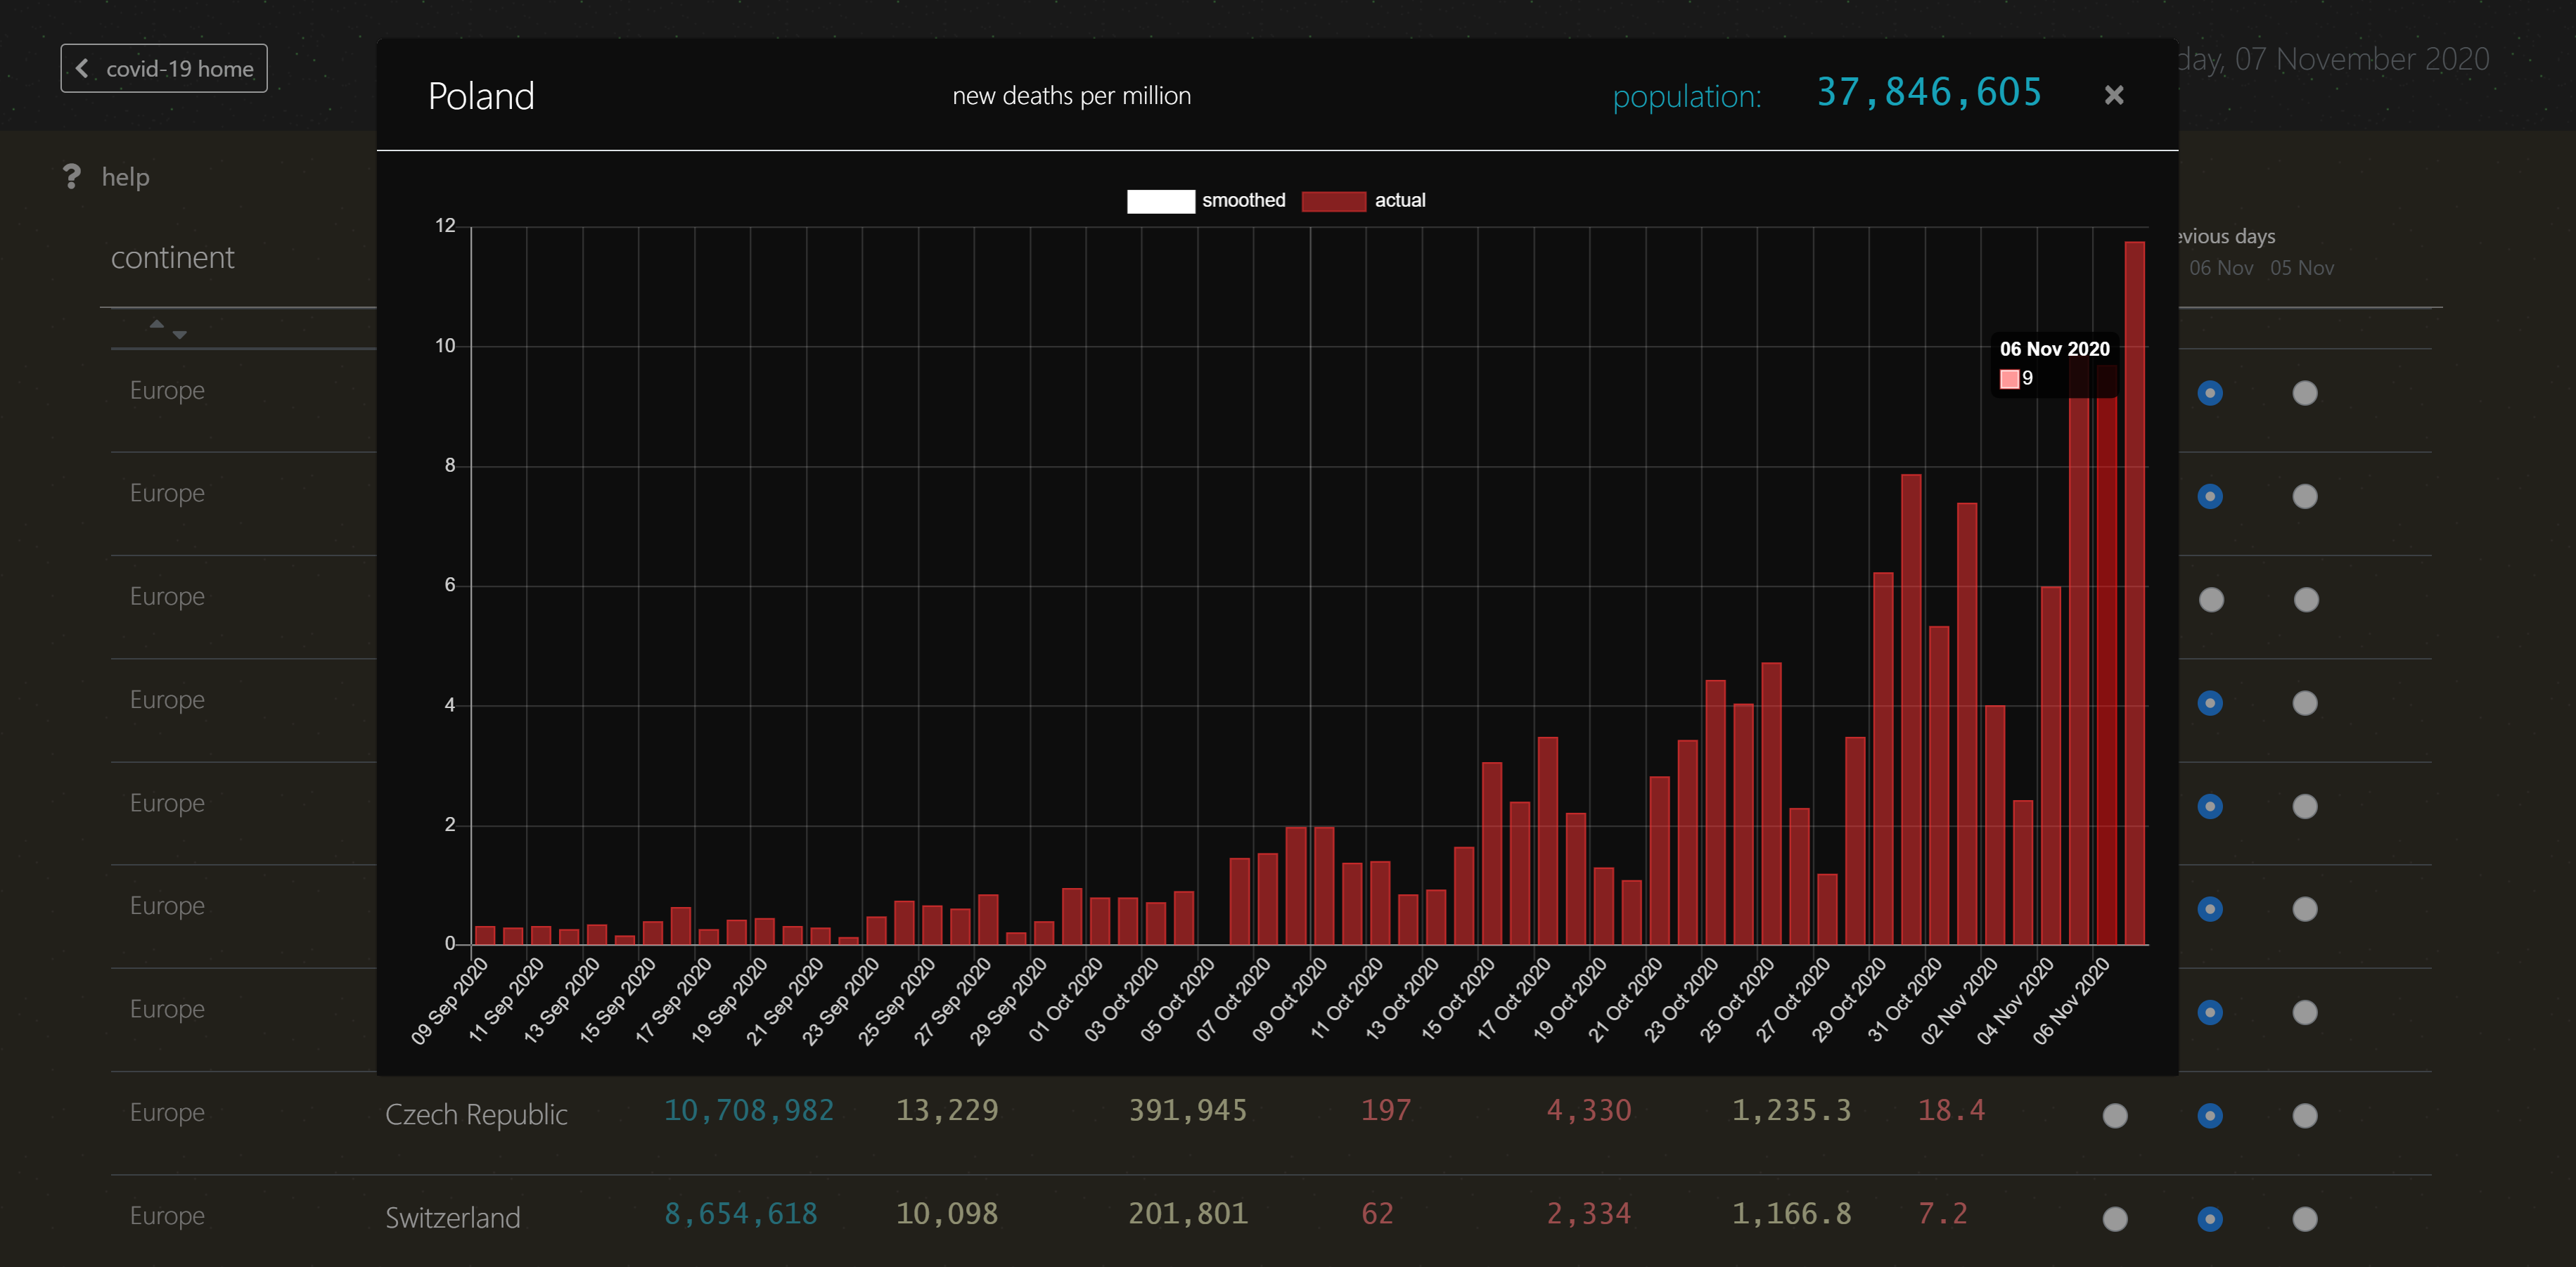 covid-19 home
day, 07 November 2020
Poland
new deaths per million
population: 37,846,605
help
smoothed actual
continent
evious days
06 Nov 05 Nov
12
10
8
6
4
2
0
06 Nov 2020
9
09 Sep 2020
11 Sep 2020
13 Sep 2020
15 Sep 2020
17 Sep 2020
19 Sep 2020
21 Sep 2020
23 Sep 2020
25 Sep 2020
27 Sep 2020
29 Sep 2020
01 Oct 2020
03 Oct 2020
05 Oct 2020
07 Oct 2020
09 Oct 2020
11 Oct 2020
13 Oct 2020
15 Oct 2020
17 Oct 2020
19 Oct 2020
21 Oct 2020
23 Oct 2020
25 Oct 2020
27 Oct 2020
29 Oct 2020
31 Oct 2020
02 Nov 2020
04 Nov 2020
06 Nov 2020
Europe
Europe
Europe
Europe
Europe
Europe
Europe
Europe Czech Republic 10,708,982 13,229 391,945 197 4,330 1,235.3 18.4
Europe Switzerland 8,654,618 10,098 201,801 62 2,334 1,166.8 7.2